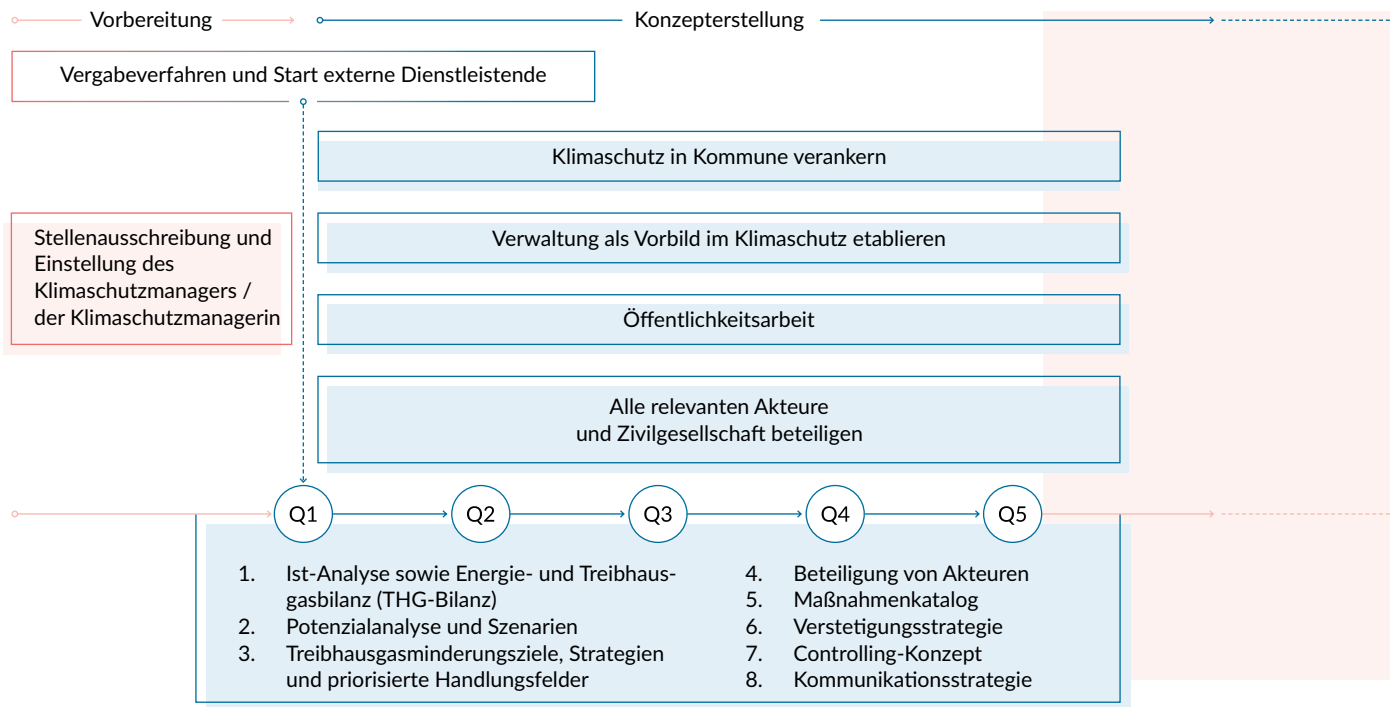 Vorbereitung
Konzepterstellung
Vergabeverfahren und Start externe Dienstleistende
Klimaschutz in Kommune verankern
Stellenausschreibung und
Einstellung des
Klimaschutzmanagers /
der Klimaschutzmanagerin
Verwaltung als Vorbild im Klimaschutz etablieren
Öffentlichkeitsarbeit
Alle relevanten Akteure
und Zivilgesellschaft beteiligen
Q1
Q2
Q3
Q4
Q5
1. Ist-Analyse sowie Energie- und Treibhaus-
gasbilanz (THG-Bilanz)
2. Potenzialanalyse und Szenarien
3. Treibhausgasminderungsziele, Strategien
und priorisierte Handlungsfelder
4. Beteiligung von Akteuren
5. Maßnahmenkatalog
6. Verstetigungsstrategie
7. Controlling-Konzept
8. Kommunikationsstrategie